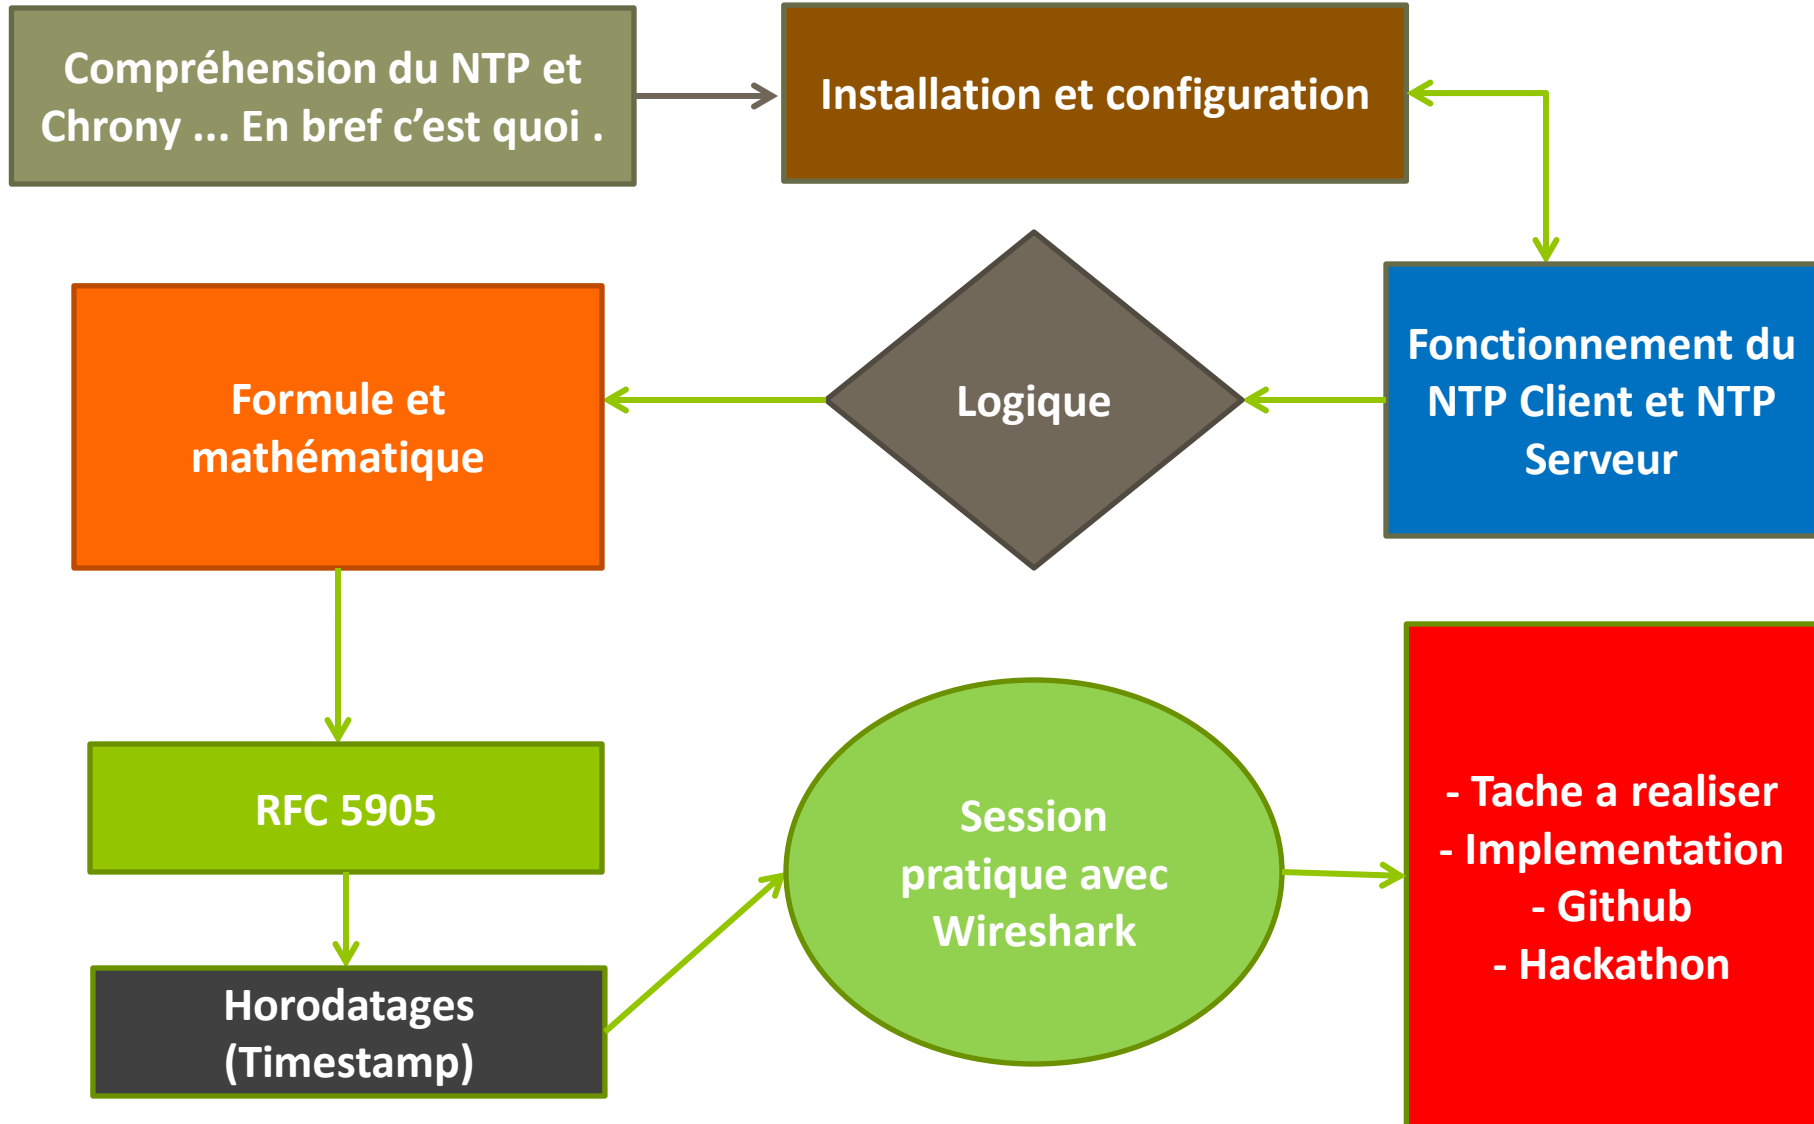 Compréhension du NTP et
Chrony ... En bref c’est quoi .
Installation et configuration
Fonctionnement du
NTP Client et NTP
Serveur
Logique
Formule et
mathématique
RFC 5905
Horodatages
(Timestamp)
Session
pratique avec
Wireshark
- Tache a realiser
- Implementation
- Github
- Hackathon